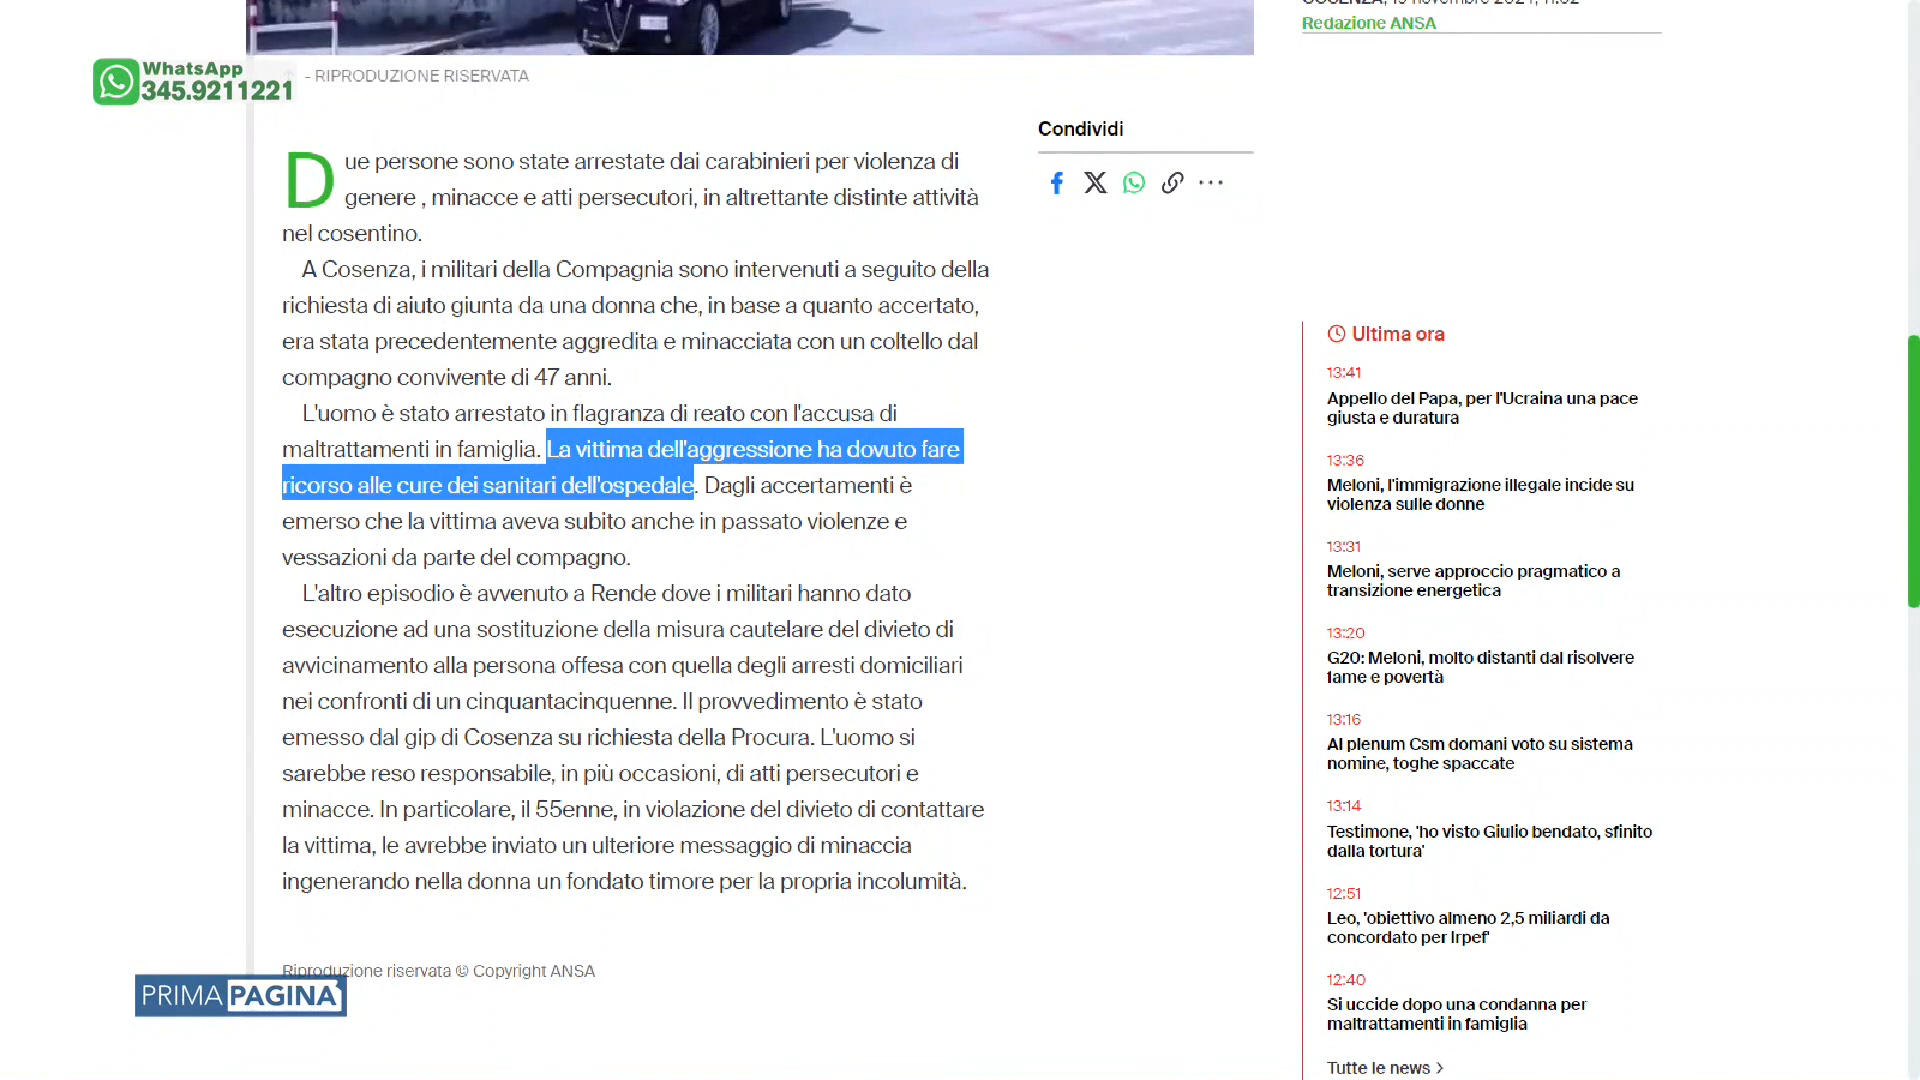 COSENZA, 19 novembre 2024, 11:02
Redazione ANSA
WhatsApp
345.9211221
- RIPRODUZIONE RISERVATA
Condividi
Due persone sono state arrestate dai carabinieri per violenza di
genere , minacce e atti persecutori, in altrettante distinte attività
nel cosentino.
A Cosenza, i militari della Compagnia sono intervenuti a seguito della
richiesta di aiuto giunta da una donna che, in base a quanto accertato,
era stata precedentemente aggredita e minacciata con un coltello dal
compagno convivente di 47 anni.
L'uomo è stato arrestato in flagranza di reato con l'accusa di
maltrattamenti in famiglia. La vittima dell'aggressione ha dovuto fare
ricorso alle cure dei sanitari dell'ospedale. Dagli accertamenti è
emerso che la vittima aveva subito anche in passato violenze e
vessazioni da parte del compagno.
L'altro episodio è avvenuto a Rende dove i militari hanno dato
esecuzione ad una sostituzione della misura cautelare del divieto di
avvicinamento alla persona offesa con quella degli arresti domiciliari
nei confronti di un cinquantacinquenne. Il provvedimento è stato
emesso dal gip di Cosenza su richiesta della Procura. L'uomo si
sarebbe reso responsabile, in più occasioni, di atti persecutori e
minacce. In particolare, il 55enne, in violazione del divieto di contattare
la vittima, le avrebbe inviato un ulteriore messaggio di minaccia
ingenerando nella donna un fondato timore per la propria incolumità.
Riproduzione riservata © Copyright ANSA
PRIMAPAGINA
Ultima ora
13:41
Appello del Papa, per l'Ucraina una pace
giusta e duratura
13:36
Meloni, l'immigrazione illegale incide su
violenza sulle donne
13:31
Meloni, serve approccio pragmatico a
transizione energetica
13:20
G20: Meloni, molto distanti dal risolvere
fame e povertà
13:16
Al plenum Csm domani voto su sistema
nomine, toghe spaccate
13:14
Testimone, 'ho visto Giulio bendato, sfinito
dalla tortura'
12:51
Leo, 'obiettivo almeno 2,5 miliardi da
concordato per Irpef'
12:40
Si uccide dopo una condanna per
maltrattamenti in famiglia
Tutte le news